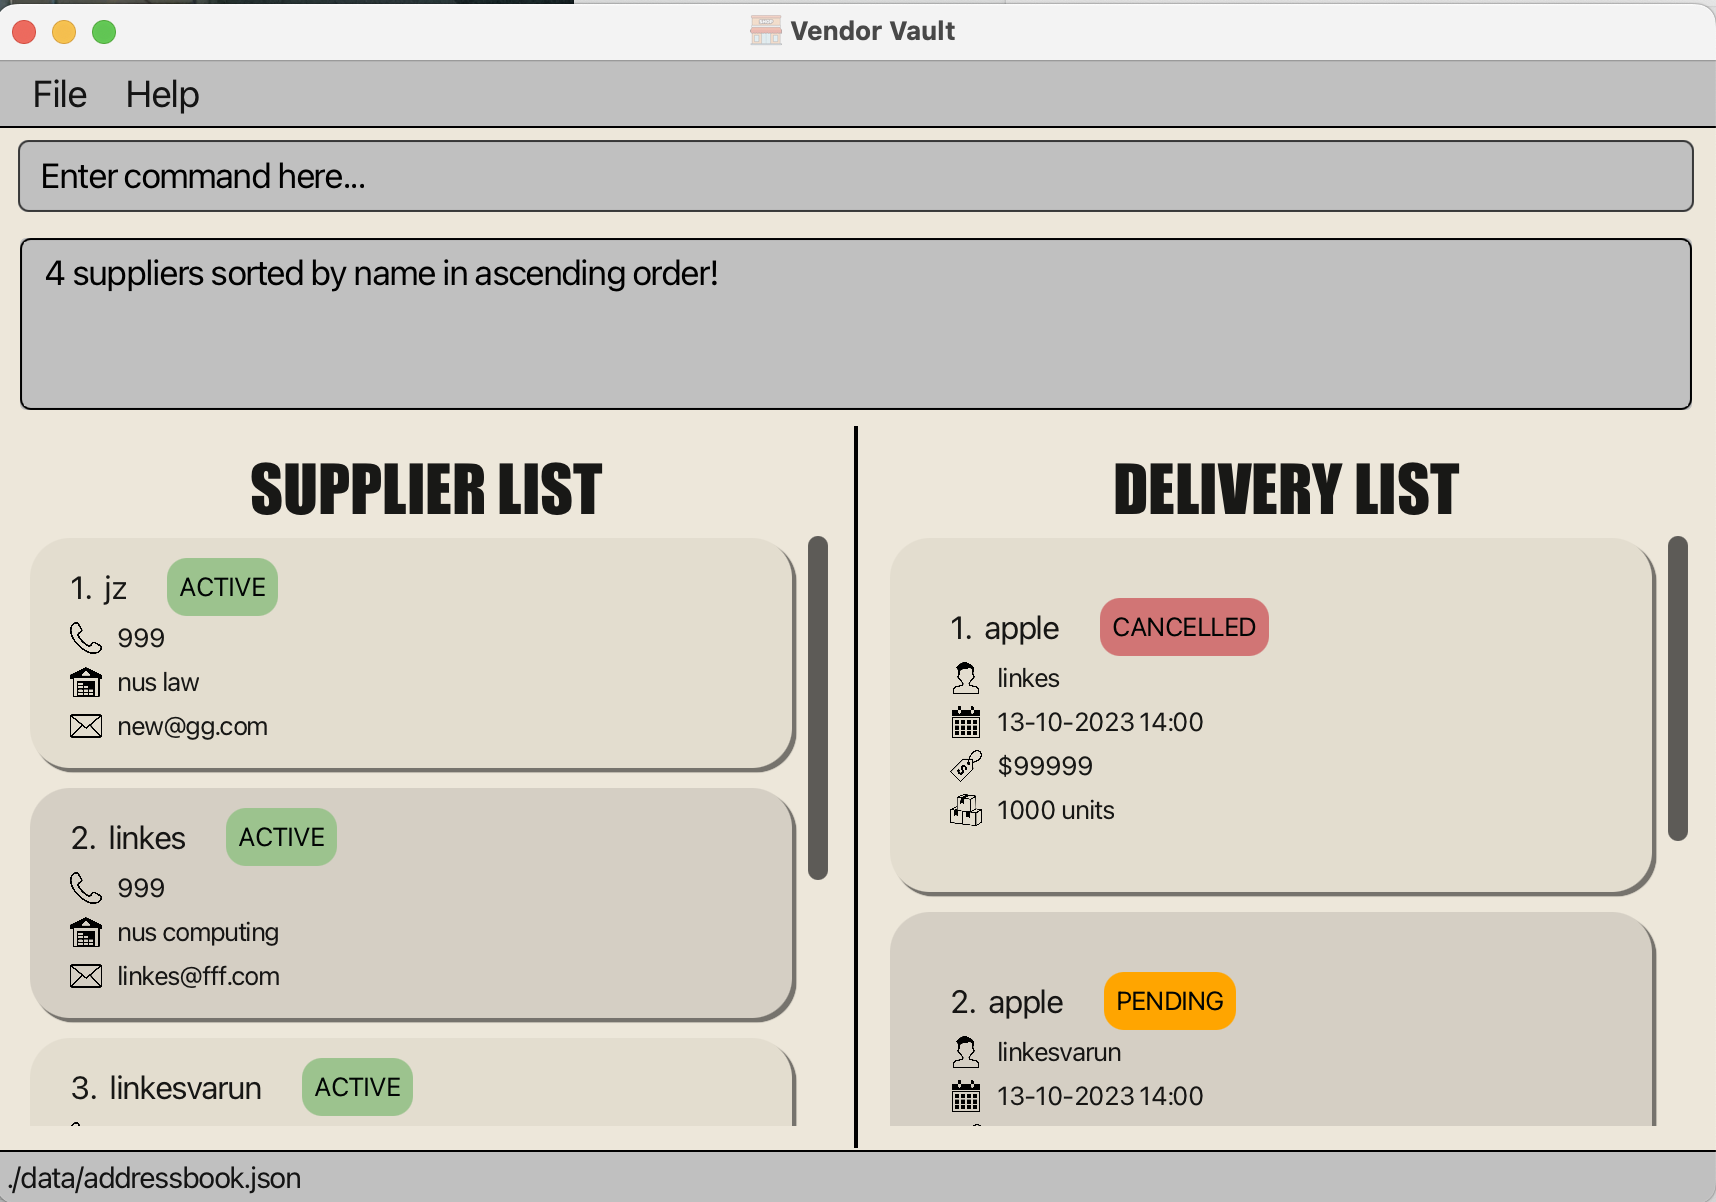 Vendor Vault
File Help
Enter command here...
4 suppliers sorted by name in ascending order!
SUPPLIER LIST
1. jz ACTIVE
999
nus law
new@gg.com
2. linkes ACTIVE
999
nus computing
linkes@fff.com
3. linkesvarun ACTIVE
DELIVERY LIST
1. apple CANCELLED
linkes
13-10-2023 14:00
$99999
1000 units
2. apple PENDING
linkesvarun
13-10-2023 14:00
./data/addressbook.json